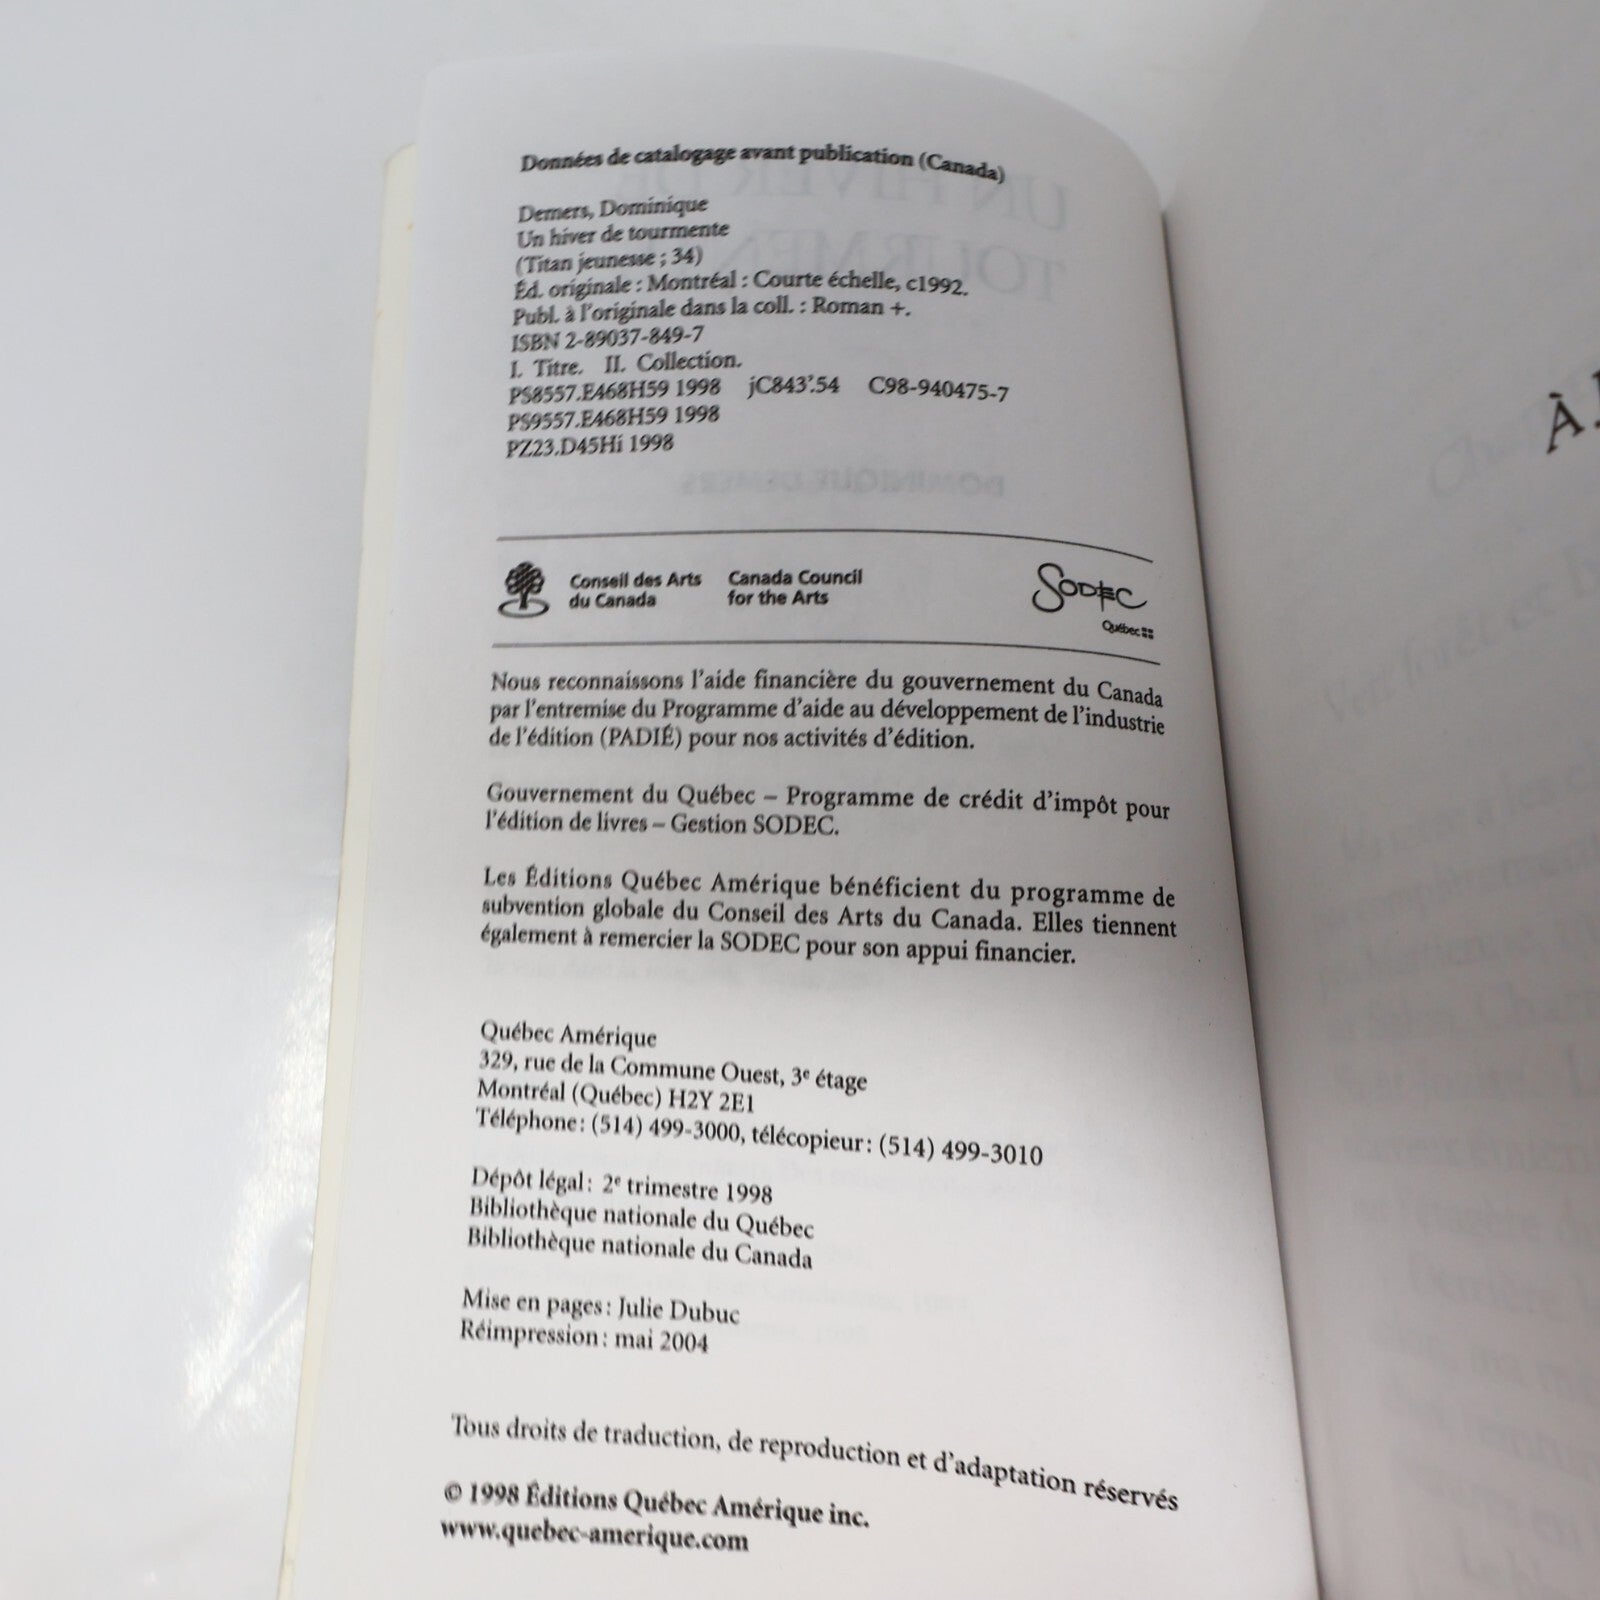 Données de catalogage avant publication (Canada)
Demers, Dominique
Un hiver de tourmente
(Titan jeunesse ; 34)
Éd. originale : Montréal : Courte échelle, c1992.
Publ. à l'originale dans la coll. : Roman +.
ISBN 2-89037-849-7
I. Titre. II. Collection.
PS8557.E468H59 1998 jC843'.54 C98-940475-7
PS9557.E468H59 1998
PZ23.D45Hi 1998
Conseil des Arts Canada Council
du Canada for the Arts
SODEC
Québec
Nous reconnaissons l'aide financière du gouvernement du Canada
par l'entremise du Programme d'aide au développement de l'industrie
de l'édition (PADIÉ) pour nos activités d'édition.
Gouvernement du Québec – Programme de crédit d'impôt pour
l'édition de livres – Gestion SODEC.
Les Éditions Québec Amérique bénéficient du programme de
subvention globale du Conseil des Arts du Canada. Elles tiennent
également à remercier la SODEC pour son appui financier.
Québec Amérique
329, rue de la Commune Ouest, 3e étage
Montréal (Québec) H2Y 2E1
Téléphone : (514) 499-3000, télécopieur : (514) 499-3010
Dépôt légal : 2e trimestre 1998
Bibliothèque nationale du Québec
Bibliothèque nationale du Canada
Mise en pages : Julie Dubuc
Réimpression : mai 2004
Tous droits de traduction, de reproduction et d'adaptation réservés
© 1998 Éditions Québec Amérique inc.
www.quebec-amerique.com
À